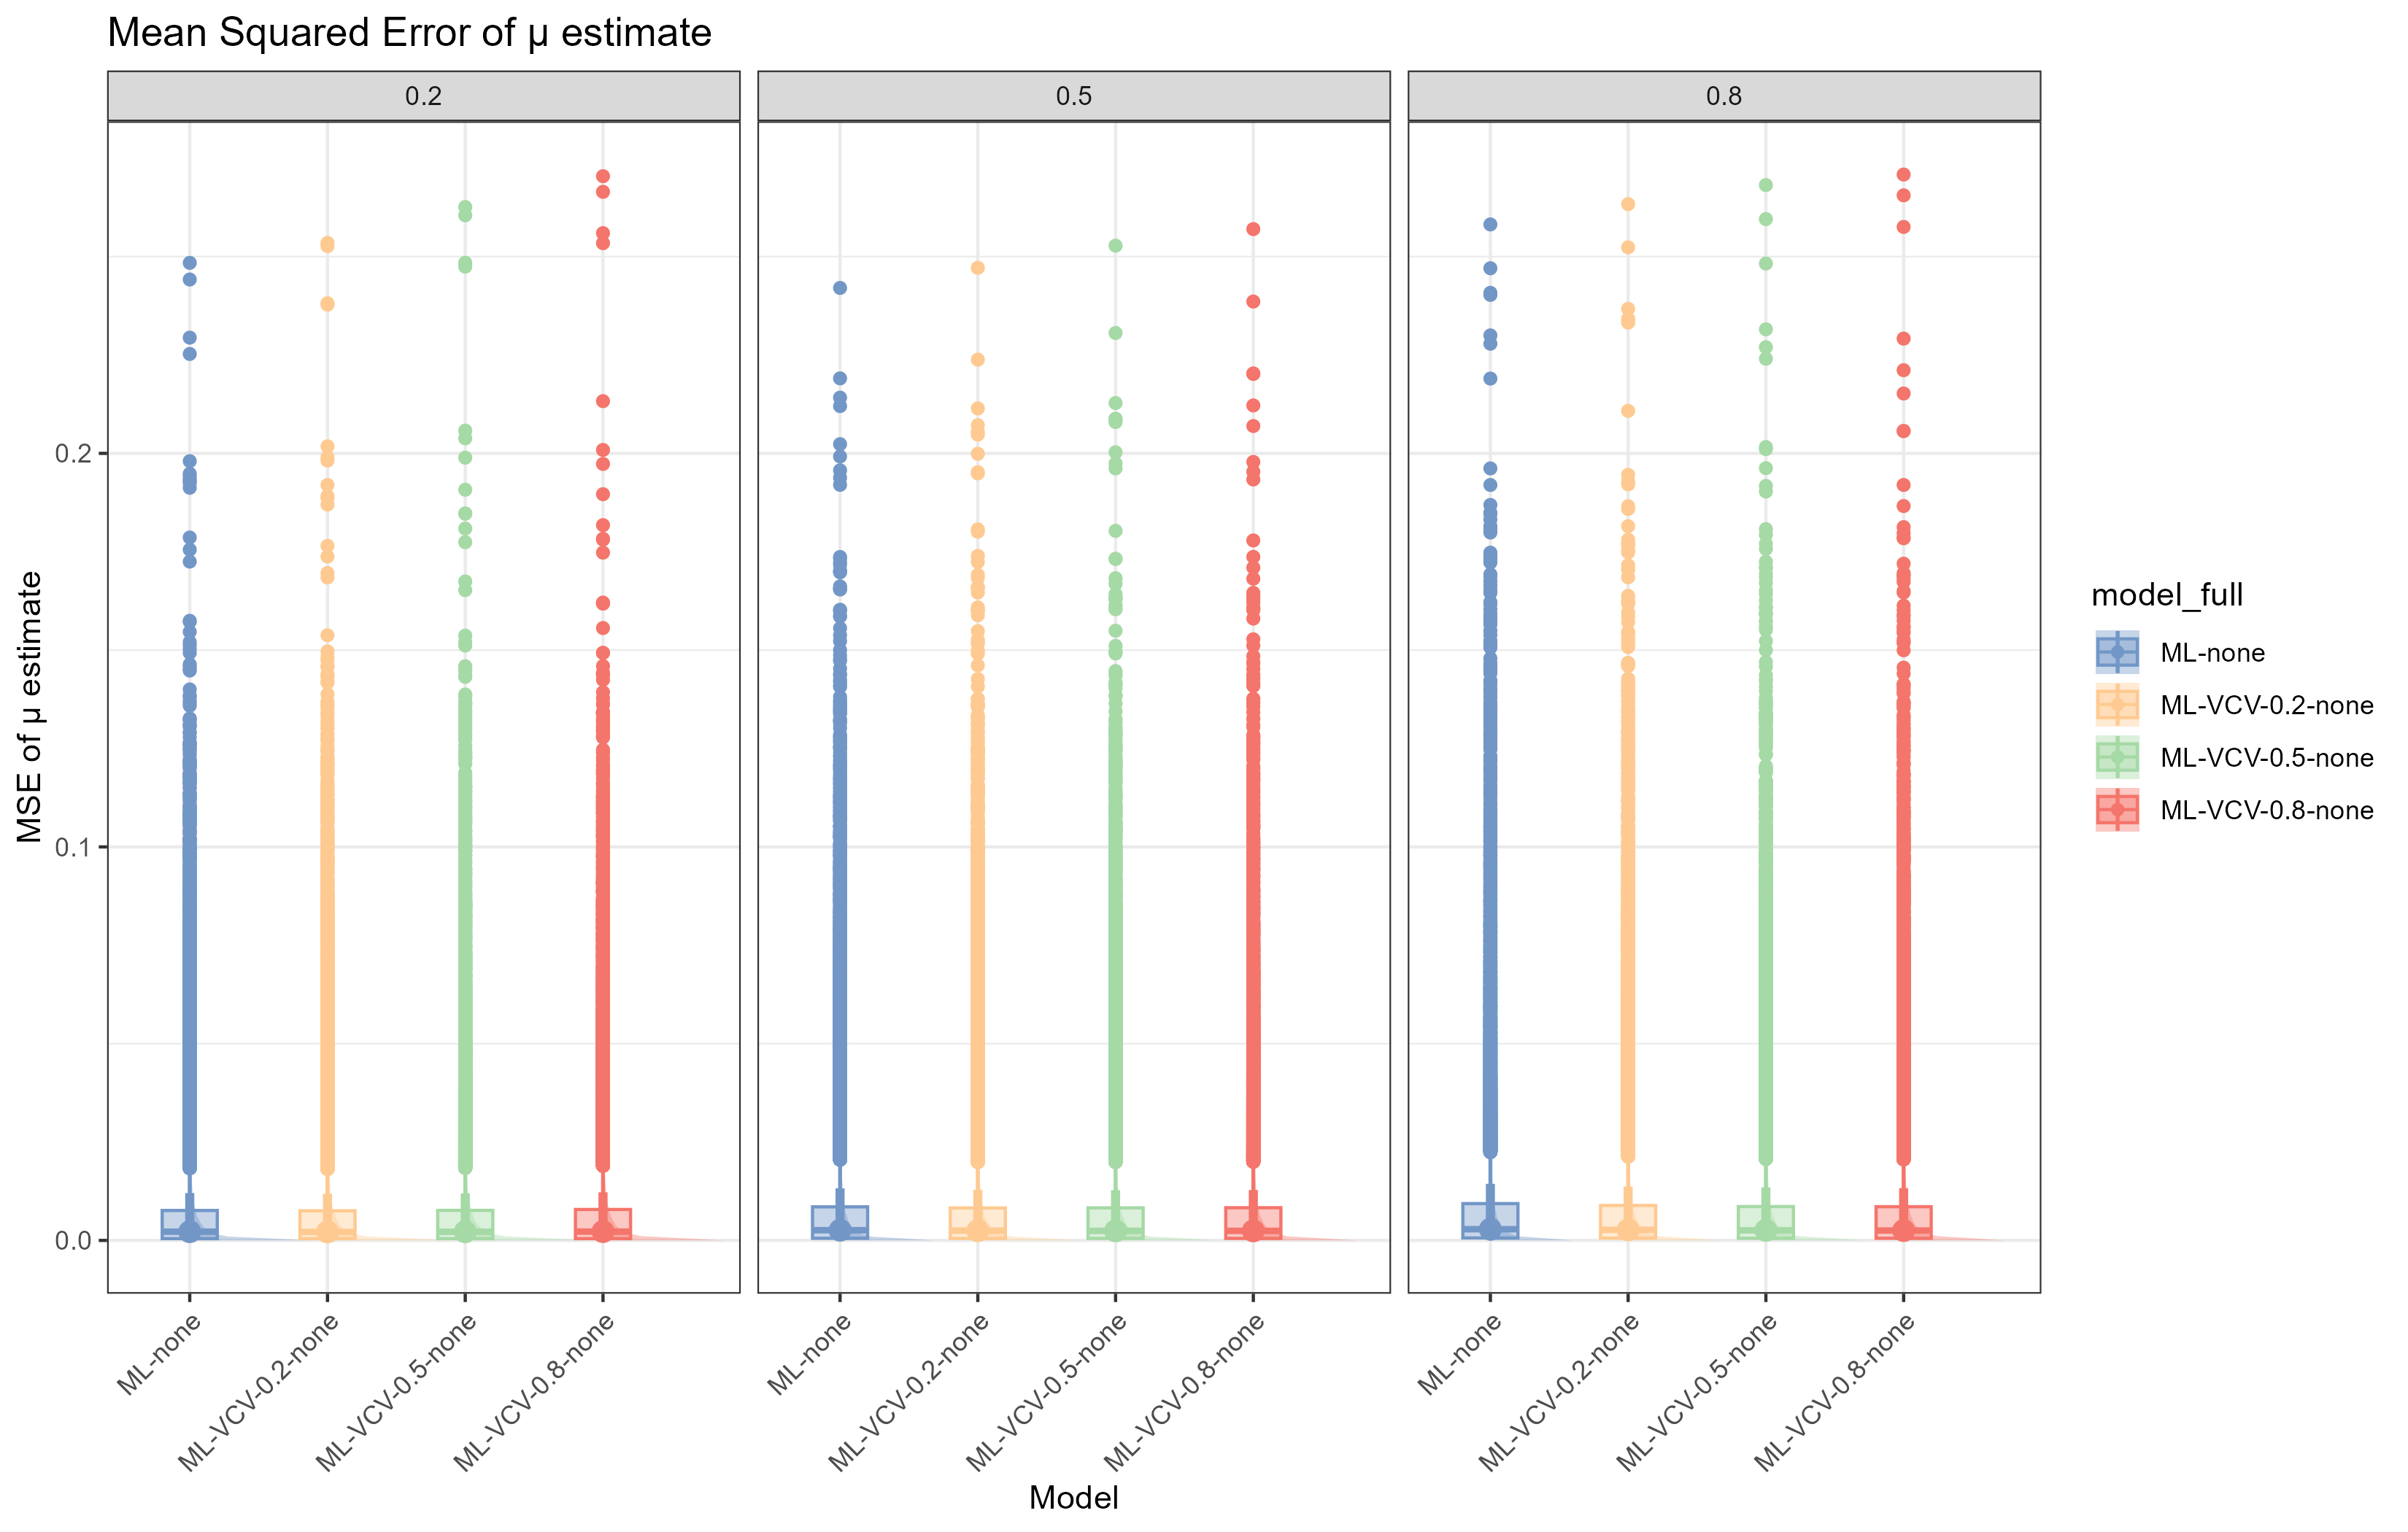 Mean Squared Error of μ estimate
0.2
0.5
0.8
MSE of μ estimate
0.2
0.1
0.0
ML-none
ML-VCV-0.2-none
ML-VCV-0.5-none
ML-VCV-0.8-none
ML-none
ML-VCV-0.2-none
ML-VCV-0.5-none
ML-VCV-0.8-none
ML-none
ML-VCV-0.2-none
ML-VCV-0.5-none
ML-VCV-0.8-none
Model
model_full
ML-none
ML-VCV-0.2-none
ML-VCV-0.5-none
ML-VCV-0.8-none